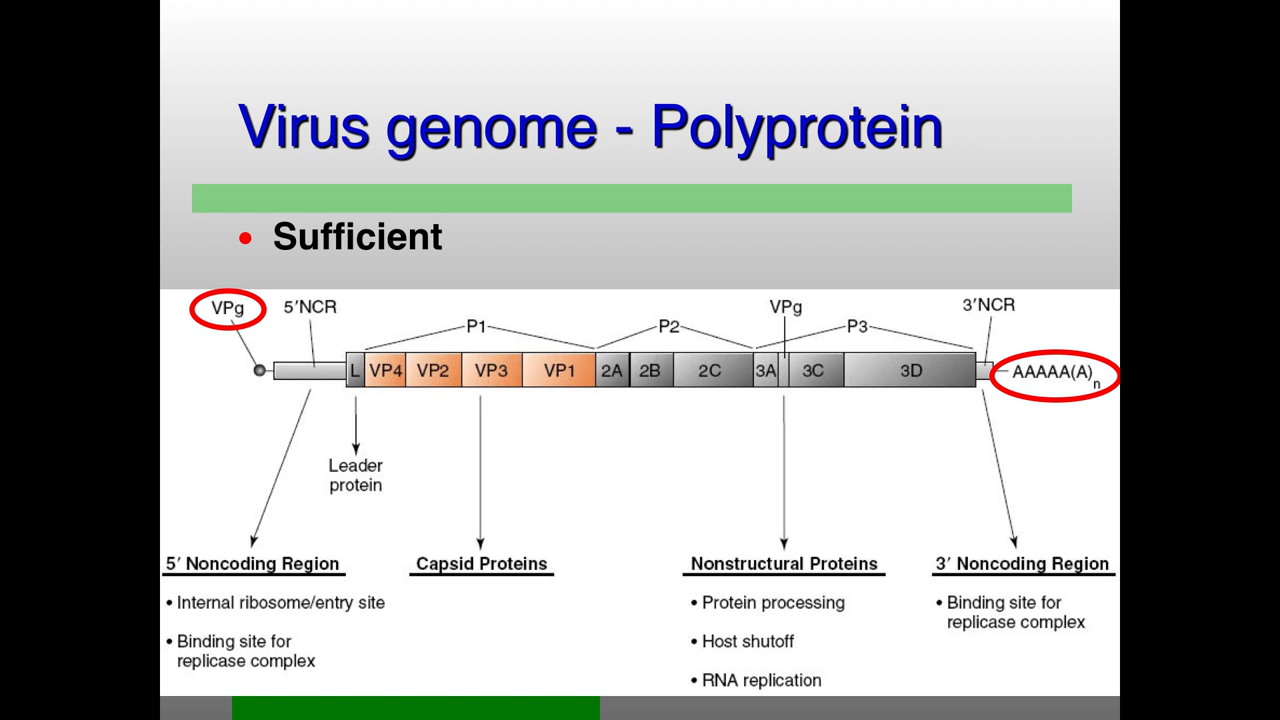 Virus genome - Polyprotein
• Sufficient
VPg
5′NCR
P1
P2
VPg
P3
3′NCR
L
VP4
VP2
VP3
VP1
2A
2B
2C
3A
3C
3D
AAAAA(A)n
Leader
protein
5′ Noncoding Region
• Internal ribosome/entry site
• Binding site for
replicase complex
Capsid Proteins
Nonstructural Proteins
• Protein processing
• Host shutoff
• RNA replication
3′ Noncoding Region
• Binding site for
replicase complex